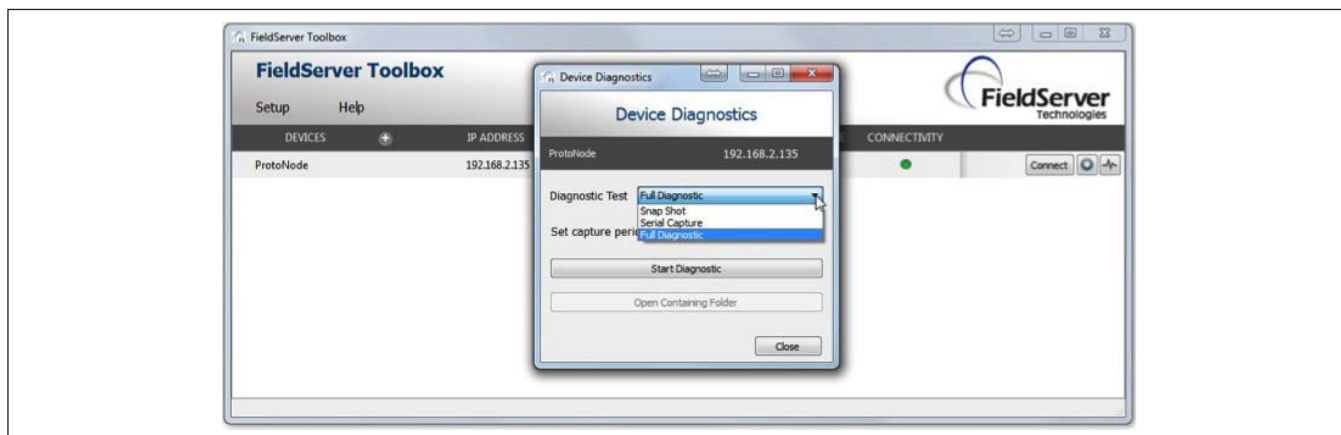 FieldServer Toolbox
FieldServer Toolbox
Setup Help
FieldServer
Technologies
DEVICES IP ADDRESS CONNECTIVITY
ProtoNode 192.168.2.135 Connect
Device Diagnostics
Device Diagnostics
ProtoNode 192.168.2.135
Diagnostic Test Full Diagnostic
Snap Shot
Serial Capture
Full Diagnostic
Set capture
Start Diagnostic
Open Containing Folder
Close